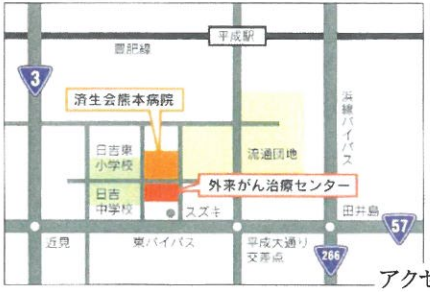 平成駅
豊肥線
3
済生会熊本病院
浜線バイパス
日吉東
小学校
流通団地
外来がん治療センター
日吉
中学校
スズキ
田井島
57
近見
東バイパス
平成大通り
交差点
266
アクセ